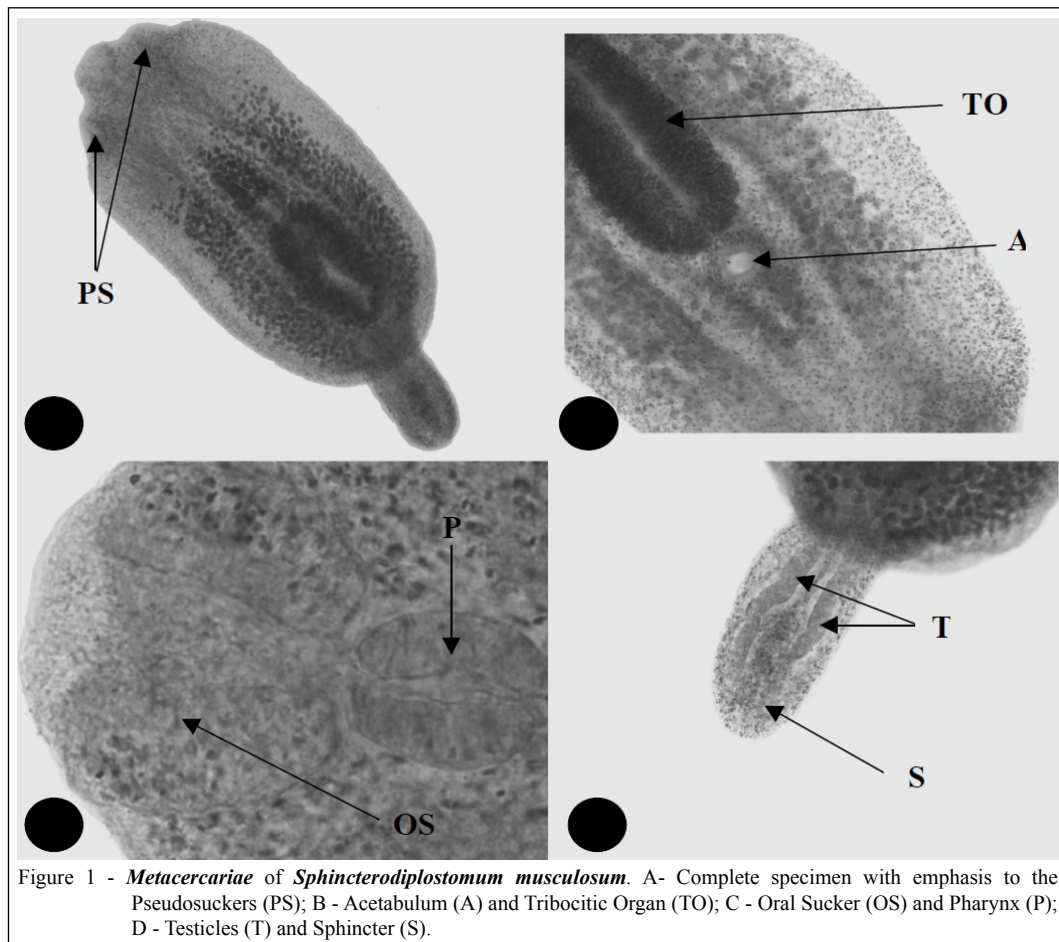 TO
A
PS
P
T
OS
S
Figure 1 - Metacercariae of Sphincterodiplostomum musculosum. A- Complete specimen with emphasis to the
Pseudosuckers (PS); B - Acetabulum (A) and Tribocitic Organ (TO); C - Oral Sucker (OS) and Pharynx (P);
D - Testicles (T) and Sphincter (S).